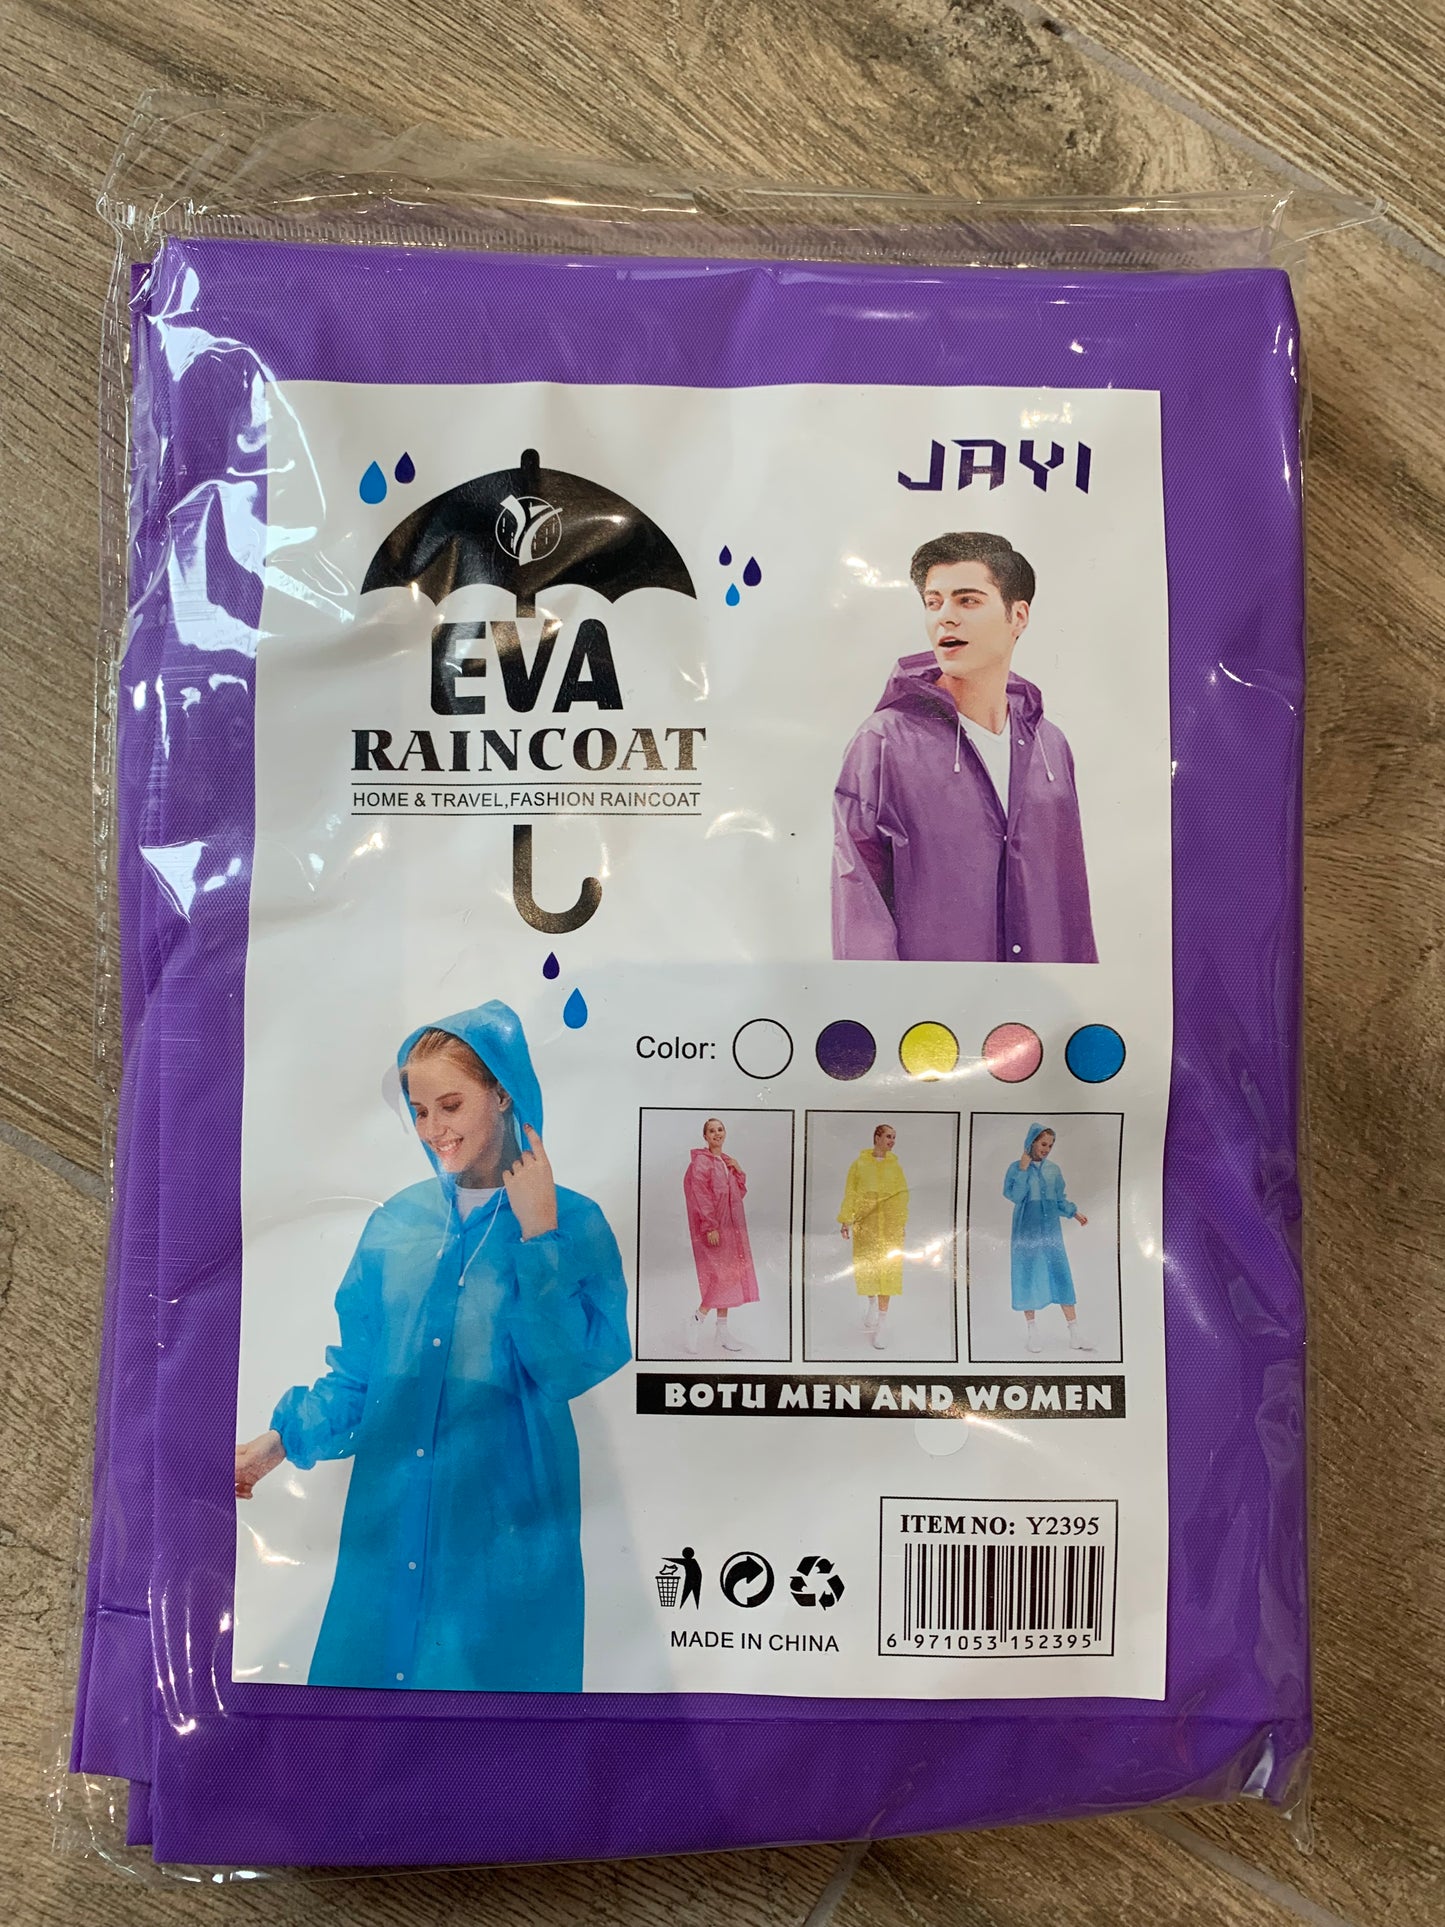 JAYI
EVA
RAINCOAT
HOME & TRAVEL,FASHION RAINCOAT
Color:
BOTU MEN AND WOMEN
ITEM NO: Y2395
6 971053 152395
MADE IN CHINA